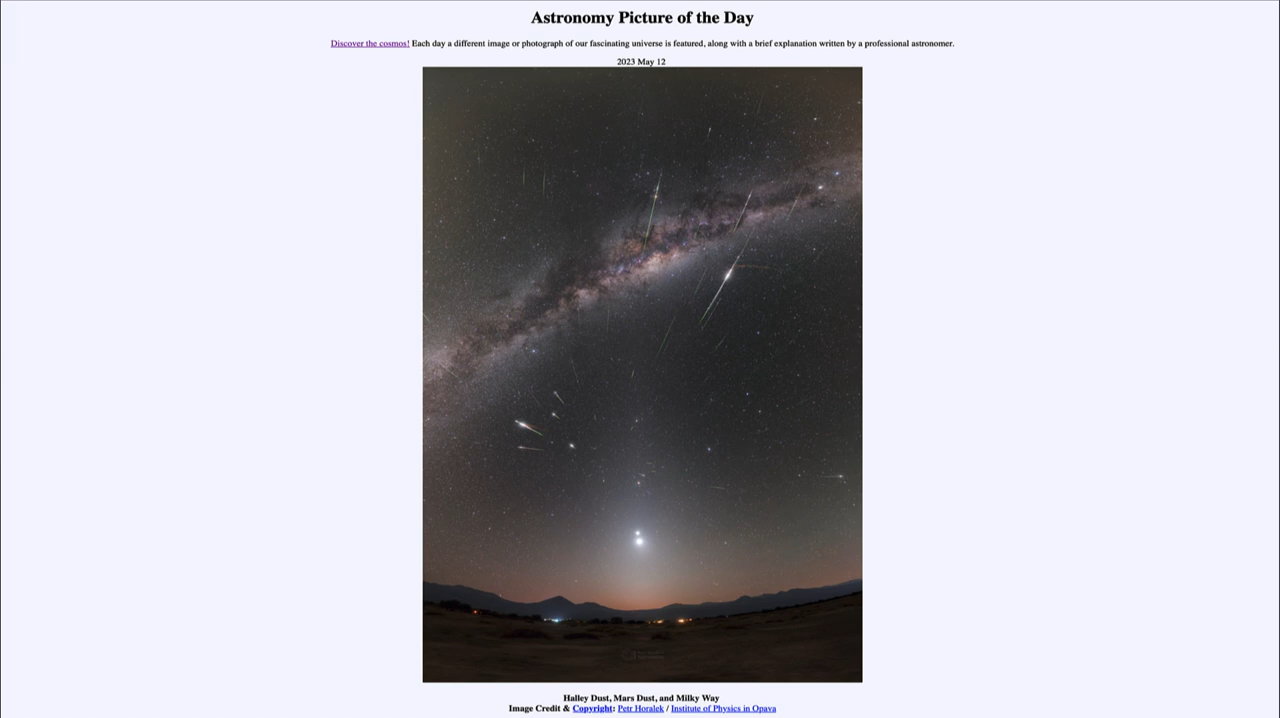 Astronomy Picture of the Day
Discover the cosmos! Each day a different image or photograph of our fascinating universe is featured, along with a brief explanation written by a professional astronomer.
2023 May 12
Halley Dust, Mars Dust, and Milky Way
Image Credit & Copyright: Petr Horalek / Institute of Physics in Opava